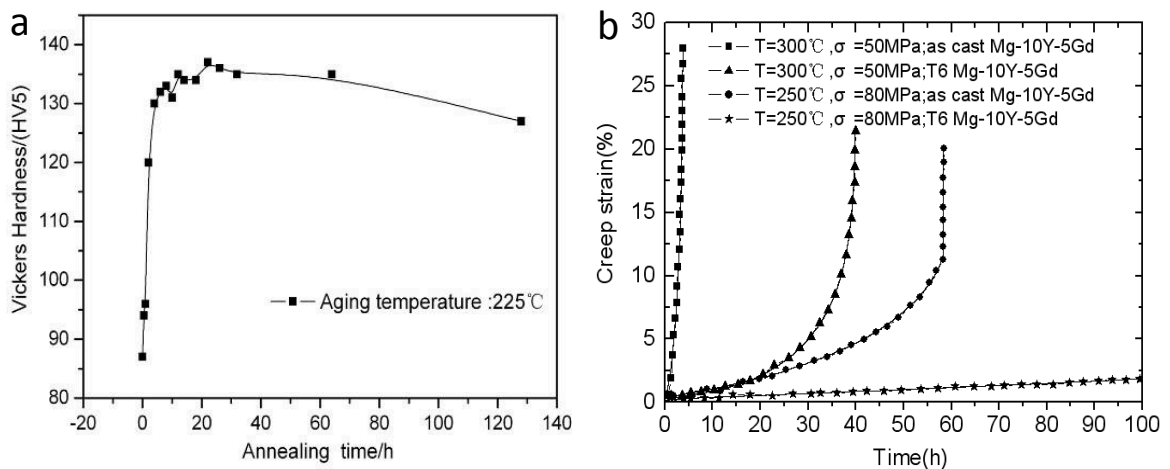 a
Vickers Hardness/(HV5)
140
130
120
110
100
90
80
Aging temperature :225℃
-20 0 20 40 60 80 100 120 140
Annealing time/h
b
Creep strain(%)
30
25
20
15
10
5
0
T=300℃ ,σ =50MPa;as cast Mg-10Y-5Gd
T=300℃ ,σ =50MPa;T6 Mg-10Y-5Gd
T=250℃ ,σ =80MPa;as cast Mg-10Y-5Gd
T=250℃ ,σ =80MPa;T6 Mg-10Y-5Gd
0 10 20 30 40 50 60 70 80 90 100
Time(h)